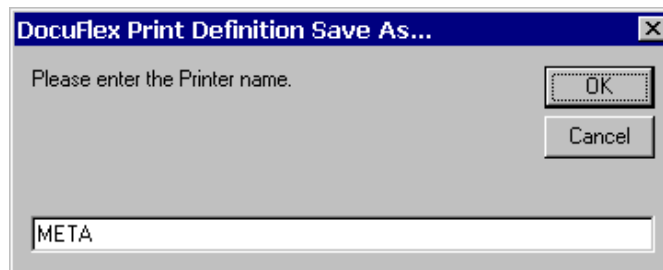 DocuFlex Print Definition Save As...
Please enter the Printer name.
OK
Cancel
META